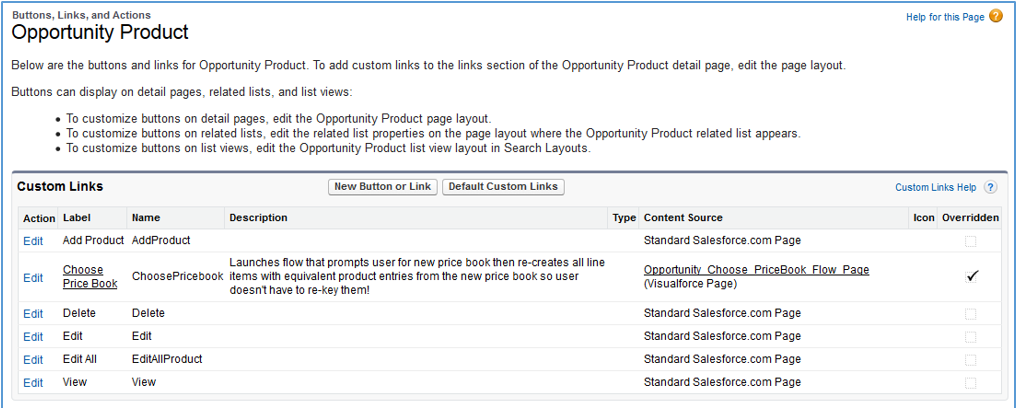 Buttons, Links, and Actions
Help for this Page ?
Opportunity Product
Below are the buttons and links for Opportunity Product. To add custom links to the links section of the Opportunity Product detail page, edit the page layout.
Buttons can display on detail pages, related lists, and list views:
• To customize buttons on detail pages, edit the Opportunity Product page layout.
• To customize buttons on related lists, edit the related list properties on the page layout where the Opportunity Product related list appears.
• To customize buttons on list views, edit the Opportunity Product list view layout in Search Layouts.
Custom Links New Button or Link Default Custom Links Custom Links Help ?
Action Label Name Description Type Content Source Icon Overridden
Edit Add Product AddProduct Standard Salesforce.com Page
Edit Choose Price Book ChoosePricebook Launches flow that prompts user for new price book then re-creates all line
items with equivalent product entries from the new price book so user
doesn't have to re-key them!
Opportunity_Choose_PriceBook_Flow_Page
(Visualforce Page)
Edit Delete Delete Standard Salesforce.com Page
Edit Edit Edit Standard Salesforce.com Page
Edit Edit All EditAllProduct Standard Salesforce.com Page
Edit View View Standard Salesforce.com Page